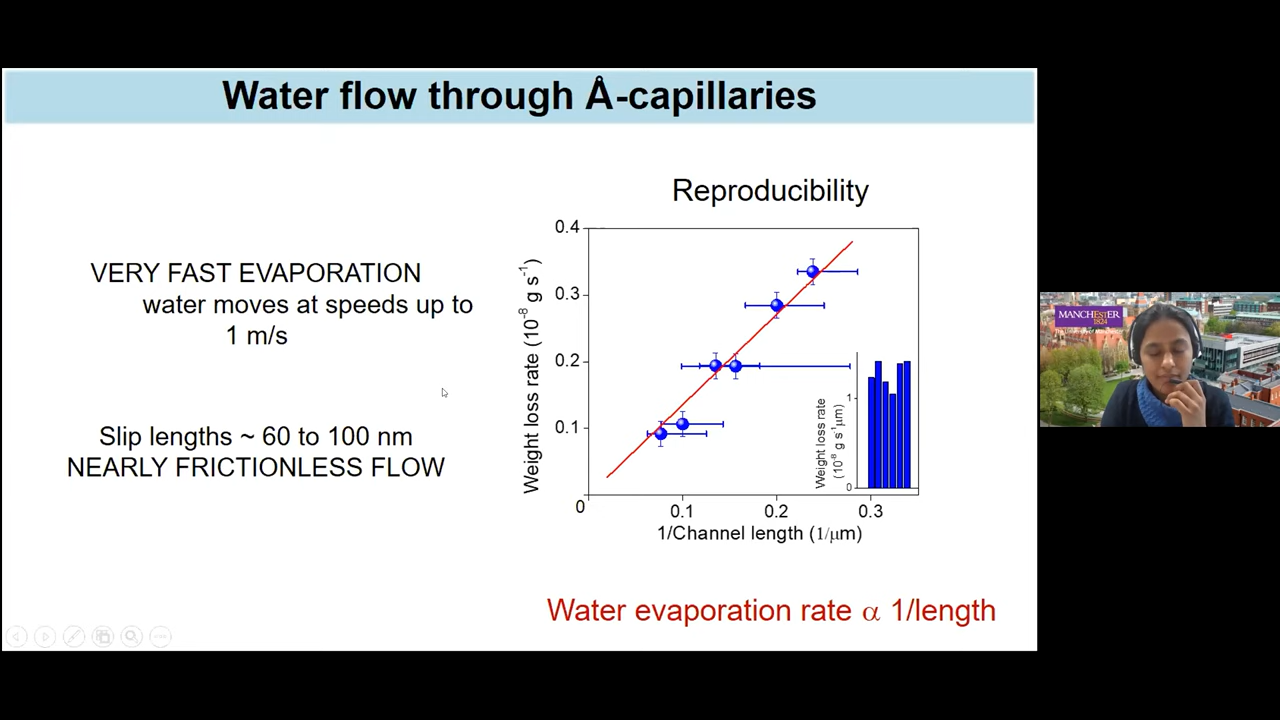 Water flow through Å-capillaries
VERY FAST EVAPORATION
water moves at speeds up to
1 m/s
Slip lengths ~ 60 to 100 nm
NEARLY FRICTIONLESS FLOW
Reproducibility
Weight loss rate (10⁻⁸ g s⁻¹)
0.4
0.3
0.2
0.1
0
0.1
0.2
0.3
1/Channel length (1/μm)
Weight loss rate
(10⁻⁸ g s⁻¹μm)
1
0
Water evaporation rate α 1/length
MANCHESTER
1824